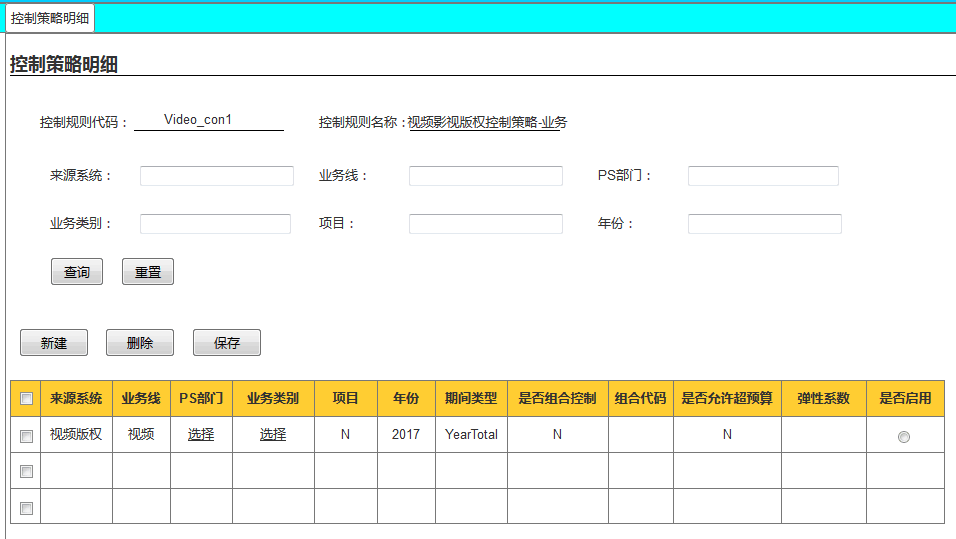 控制策略明细
控制策略明细
控制规则代码： Video_con1 控制规则名称：视频影视版权控制策略-业务
来源系统： 业务线： PS部门：
业务类别： 项目： 年份：
查询 重置
新建 删除 保存
来源系统 业务线 PS部门 业务类别 项目 年份 期间类型 是否组合控制 组合代码 是否允许超预算 弹性系数 是否启用
视频版权 视频 选择 选择 N 2017 YearTotal N N